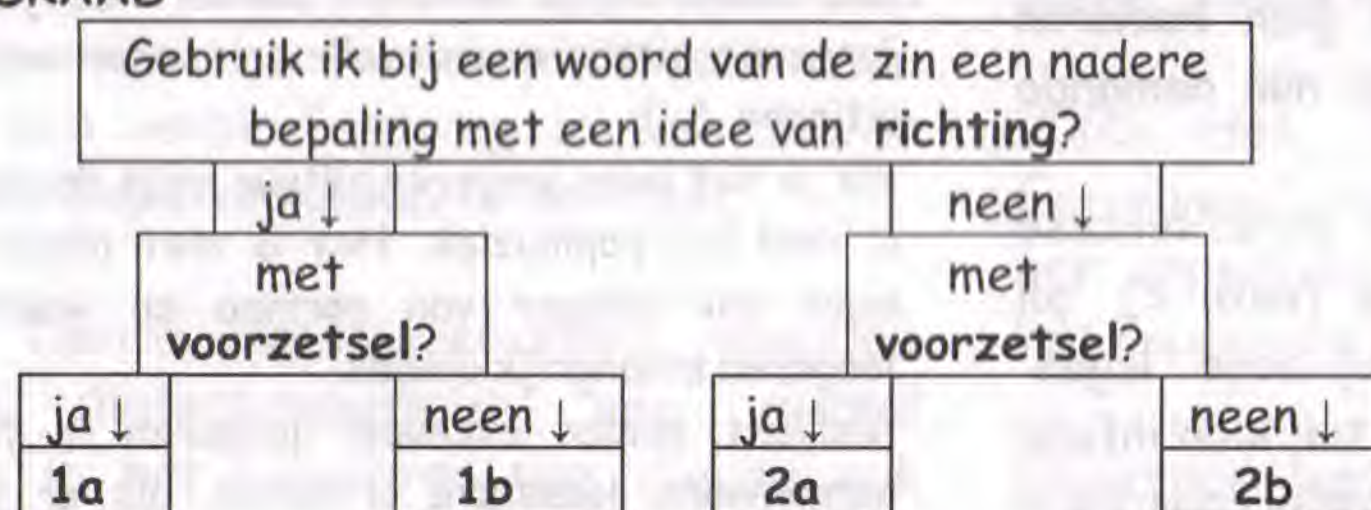 Gebruik ik bij een woord van de zin een nadere
bepaling met een idee van richting?
ja ↓ neen ↓
met met
voorzetsel? voorzetsel?
ja ↓ neen ↓ ja ↓ neen ↓
1a 1b 2a 2b